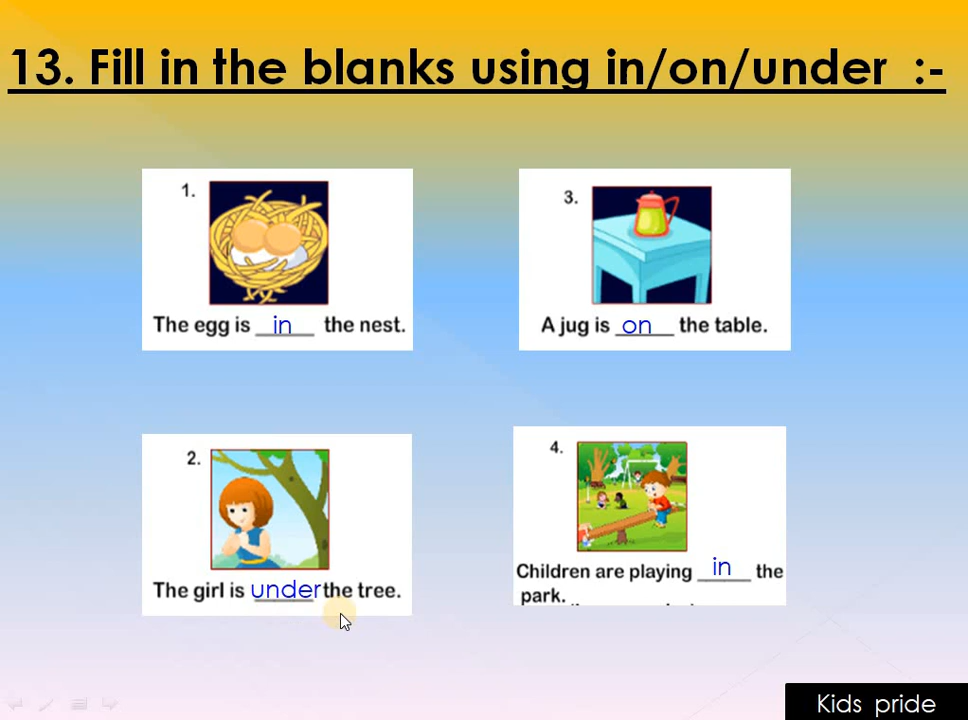 13. Fill in the blanks using in/on/under :-
1.
The egg is in the nest.
3.
A jug is on the table.
2.
The girl is under the tree.
4.
Children are playing in the
park.
Kids pride